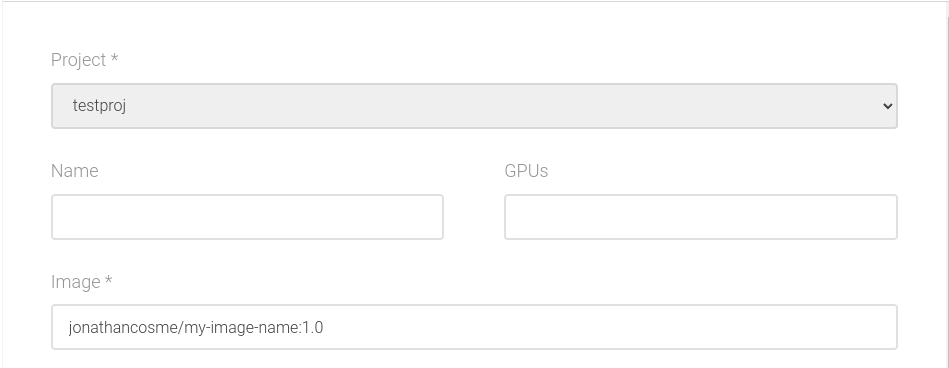 Project *
testproj
Name GPUs
Image *
jonathancosme/my-image-name:1.0